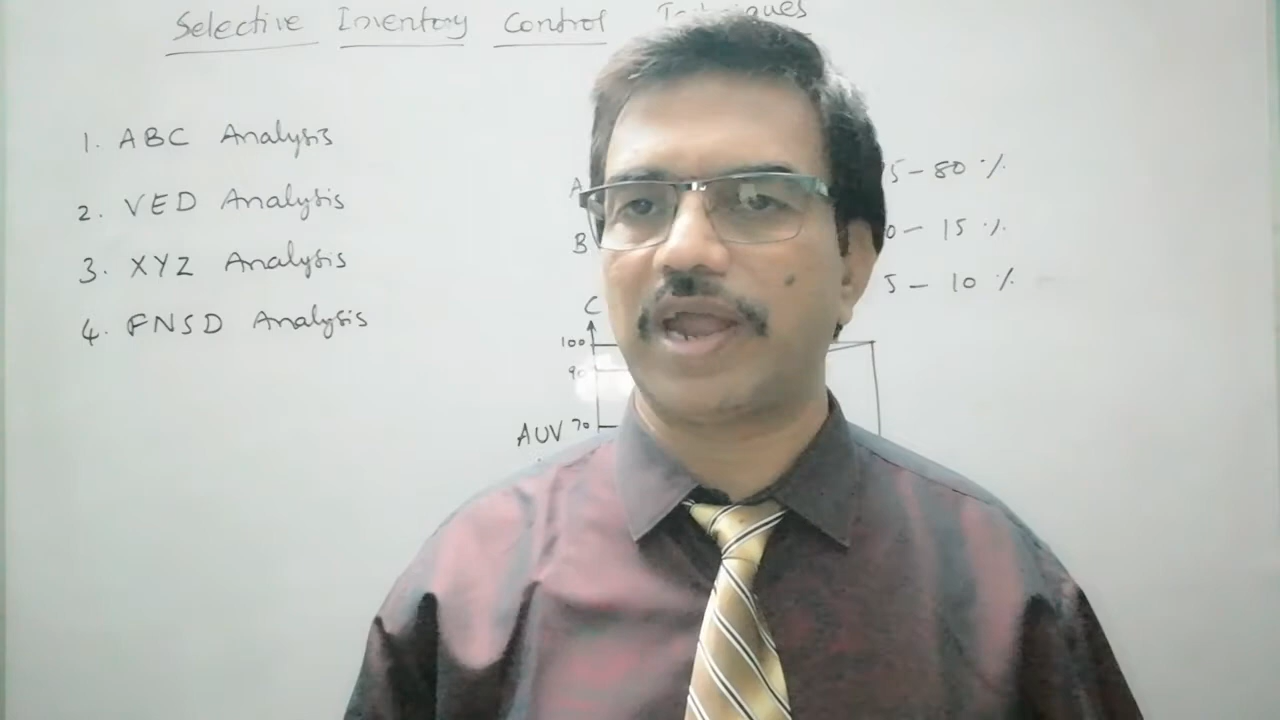 Selective Inventory Control
1. ABC Analysis
2. VED Analysis
3. XYZ Analysis
4. FNSD Analysis
A 5-80 %
B 0- 15 %
C 5- 10 %
100
90
AUV 70